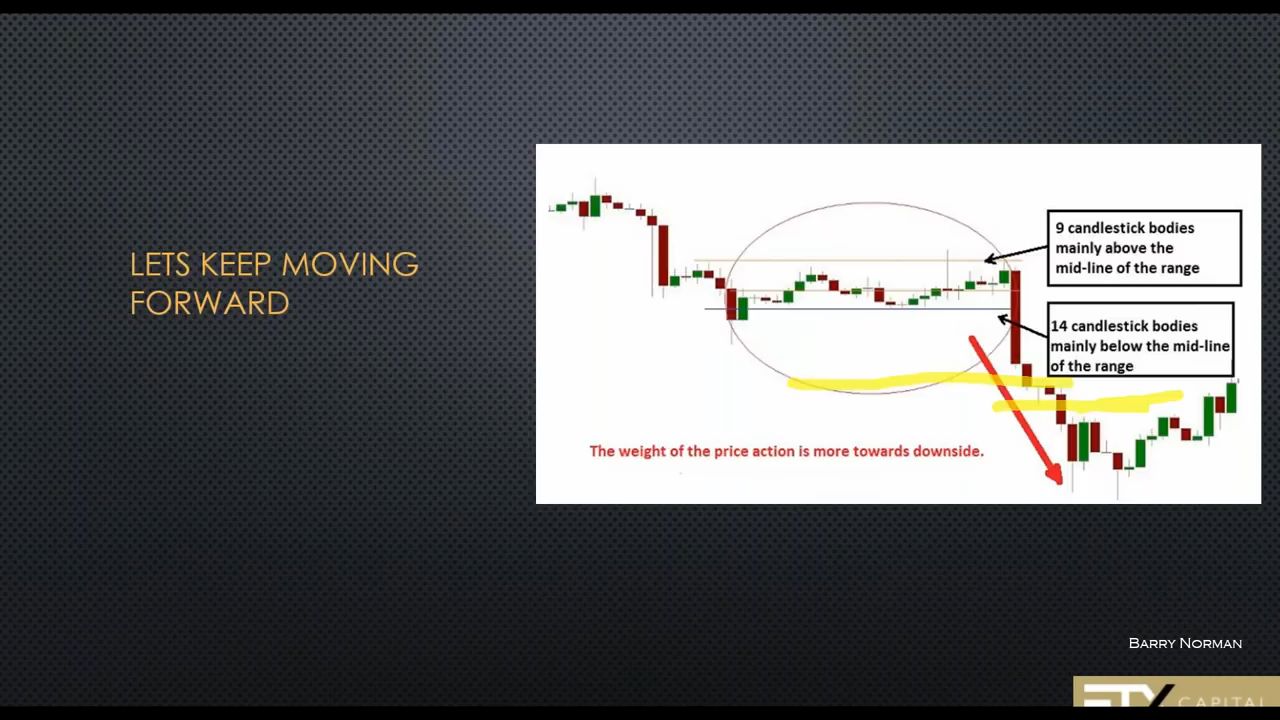 LETS KEEP MOVING
FORWARD
9 candlestick bodies
mainly above the
mid-line of the range
14 candlestick bodies
mainly below the mid-line
of the range
The weight of the price action is more towards downside.
Barry Norman
ETX CAPITAL